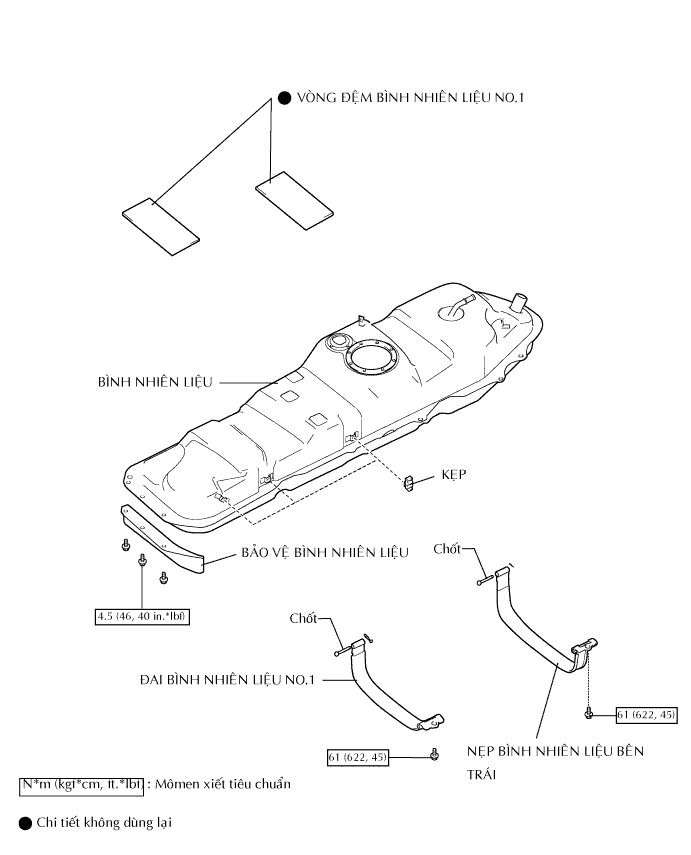 ● VÒNG ĐỆM BÌNH NHIÊN LIỆU NO.1
BÌNH NHIÊN LIỆU
KẸP
BẢO VỆ BÌNH NHIÊN LIỆU
Chốt
4.5 (46, 40 in.*lbf)
Chốt
ĐAI BÌNH NHIÊN LIỆU NO.1
61 (622, 45)
NẸP BÌNH NHIÊN LIỆU BÊN
TRÁI
61 (622, 45)
N*m (kgf*cm, ft.*lbf) : Mômen xiết tiêu chuẩn
● Chi tiết không dùng lại